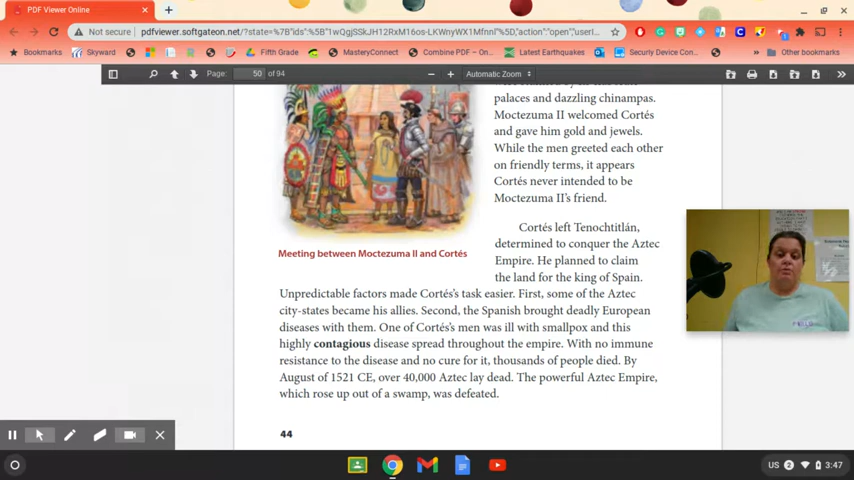 PDF Viewer Online
Not secure
pdfviewer.softgateon.net/?state=%7B"ids"%5B"1wQgjSSkJH12RxM16os-LKWnyWX1Mfnnl"%5D,"action":"open","userI...
Bookmarks
Skyward
Fifth Grade
MasteryConnect
Combine PDF – On...
Latest Earthquakes
Securly Device Con...
Other bookmarks
Page: 50 of 94
Automatic Zoom
palaces and dazzling chinampas.
Moctezuma II welcomed Cortés
and gave him gold and jewels.
While the men greeted each other
on friendly terms, it appears
Cortés never intended to be
Moctezuma II's friend.
Meeting between Moctezuma II and Cortés
Cortés left Tenochtitlán,
determined to conquer the Aztec
Empire. He planned to claim
the land for the king of Spain.
Unpredictable factors made Cortés's task easier. First, some of the Aztec
city-states became his allies. Second, the Spanish brought deadly European
diseases with them. One of Cortés's men was ill with smallpox and this
highly contagious disease spread throughout the empire. With no immune
resistance to the disease and no cure for it, thousands of people died. By
August of 1521 CE, over 40,000 Aztec lay dead. The powerful Aztec Empire,
which rose up out of a swamp, was defeated.
44
US 2 3:47